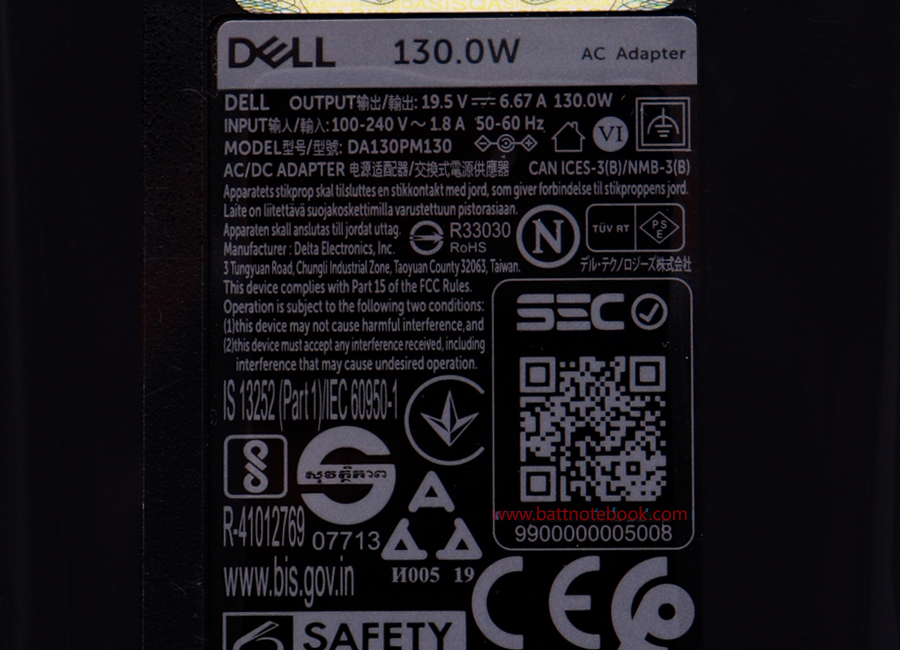 DELL 130.0W AC Adapter
DELL OUTPUT输出/輸出: 19.5 V ⎓ 6.67 A 130.0W
INPUT输入/輸入:100-240 V ~ 1.8 A 50-60 Hz
VI
MODEL型号/型號: DA130PM130
AC/DC ADAPTER 电源适配器/交換式電源供應器 CAN ICES-3(B)/NMB-3(B)
Apparatets stikprop skal tilsluttes en stikkontakt med jord, som giver forbindelse til stikproppens jord.
Laite on liitettävä suojakoskettimilla varustettuun pistorasiaan.
Apparaten skall anslutas till jordat uttag.
R33030
RoHS
N
TÜV RT
PS
E
Manufacturer : Delta Electronics, Inc.
3 Tungyuan Road, Chungli Industrial Zone, Taoyuan County 32063, Taiwan.
デル・テクノロジーズ株式会社
This device complies with Part 15 of the FCC Rules.
Operation is subject to the following two conditions:
(1)this device may not cause harmful interference, and
(2)this device must accept any interference received, including
interference that may cause undesired operation.
SEC
IS 13252 (Part 1)/IEC 60950-1
www.battnotebook.com
9900000005008
R-41012769
07713
И005 19
www.bis.gov.in
CE
SAFETY